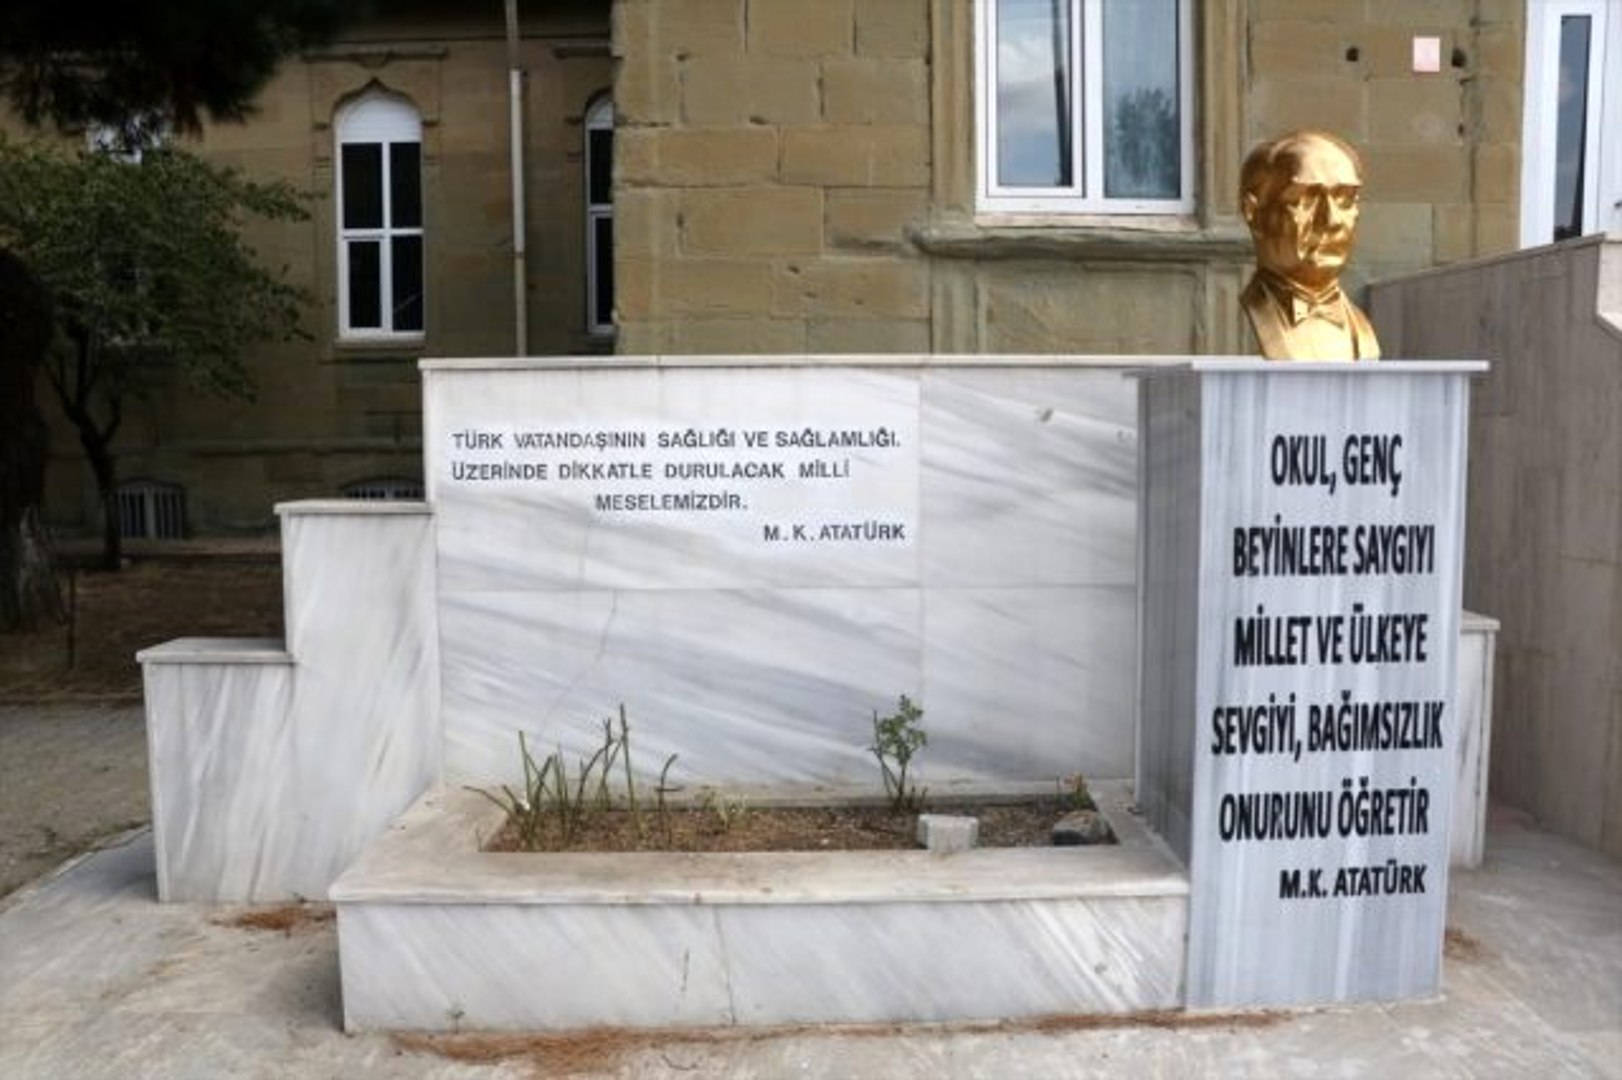 TÜRK VATANDAŞININ SAĞLIĞI VE SAĞLAMLIĞI.
ÜZERİNDE DİKKATLE DURULACAK MİLLİ
MESELEMİZDİR.
M.K.ATATÜRK
OKUL, GENÇ
BEYİNLERE SAYGIYI
MİLLET VE ÜLKEYE
SEVGİYİ, BAĞIMSIZLIK
ONURUNU ÖĞRETİR
M.K. ATATÜRK